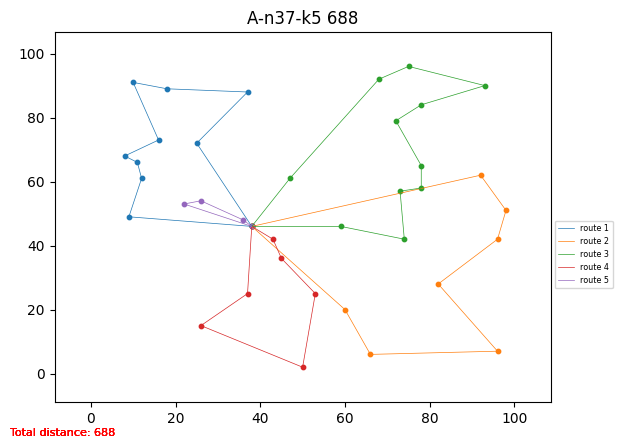 A-n37-k5 688
100
80
60
40
20
0
0 20 40 60 80 100
route 1
route 2
route 3
route 4
route 5
Total distance: 688